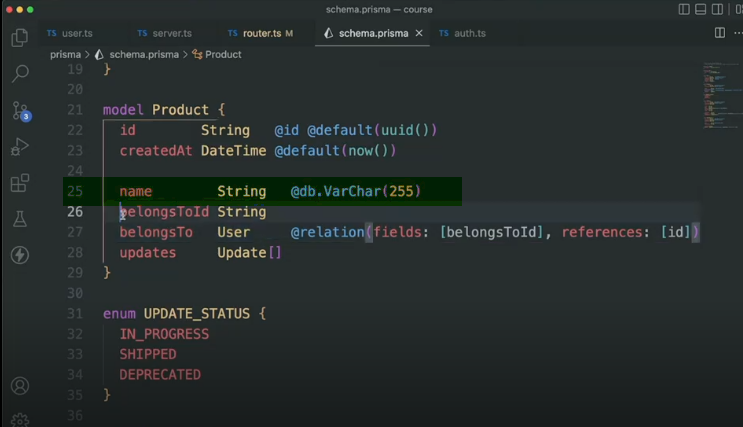 schema.prisma — course
TS user.ts TS server.ts TS router.ts M schema.prisma × TS auth.ts
prisma > schema.prisma > Product
19 }
20
21 model Product {
22 id String @id @default(uuid())
23 createdAt DateTime @default(now())
24
25 name String @db.VarChar(255)
26 belongsToId String
27 belongsTo User @relation(fields: [belongsToId], references: [id])
28 updates Update[]
29 }
30
31 enum UPDATE_STATUS {
32 IN_PROGRESS
33 SHIPPED
34 DEPRECATED
35 }
36
3